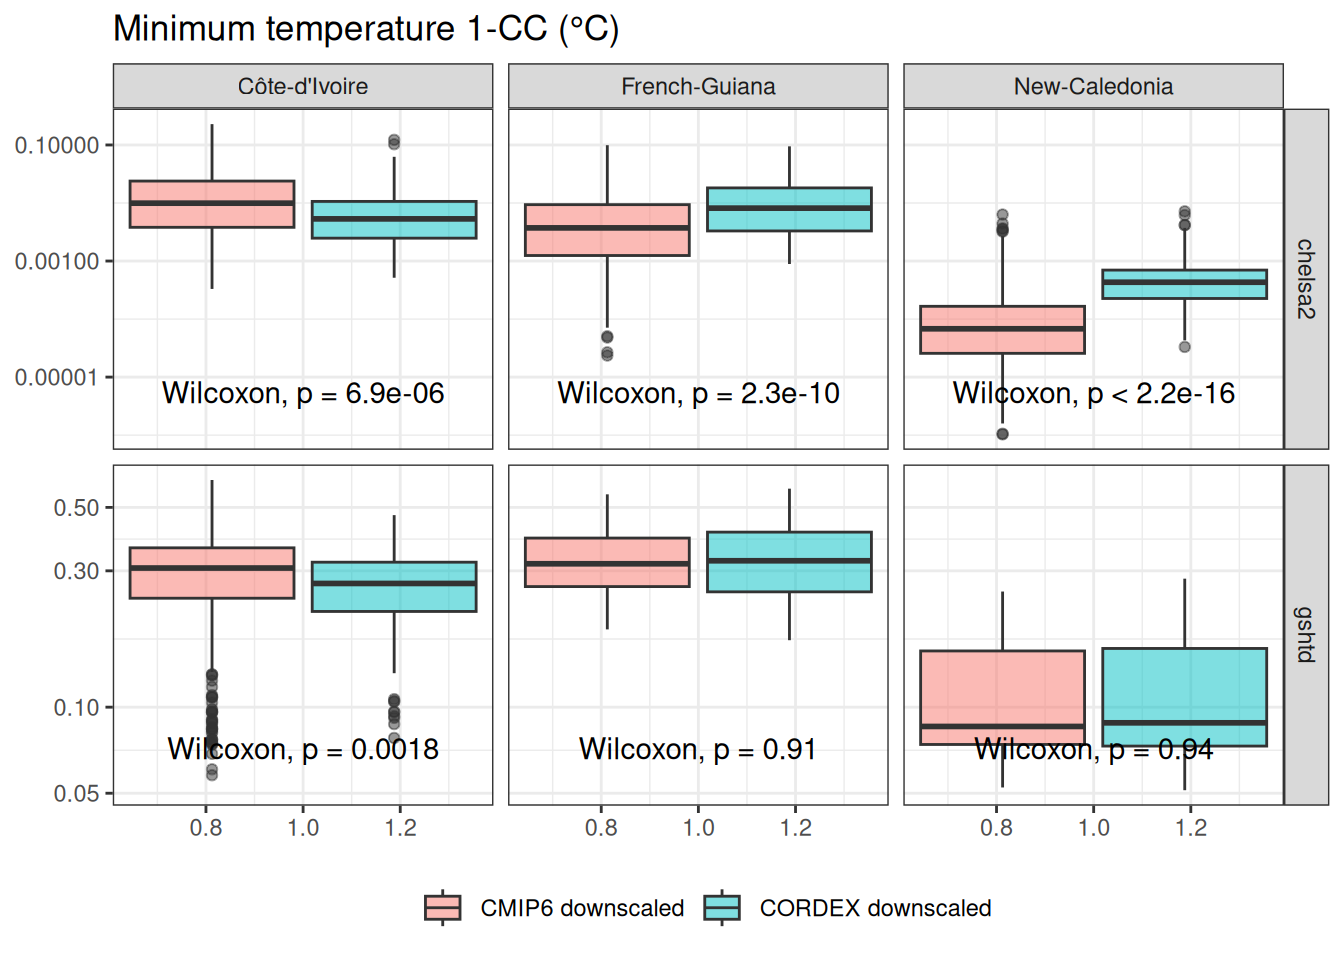 Minimum temperature 1-CC (°C)
Côte-d'Ivoire
French-Guiana
New-Caledonia
0.10000
0.00100
0.00001
Wilcoxon, p = 6.9e-06
Wilcoxon, p = 2.3e-10
Wilcoxon, p < 2.2e-16
chelsa2
0.50
0.30
0.10
0.05
Wilcoxon, p = 0.0018
Wilcoxon, p = 0.91
Wilcoxon, p = 0.94
gshtd
0.8 1.0 1.2
0.8 1.0 1.2
0.8 1.0 1.2
CMIP6 downscaled
CORDEX downscaled